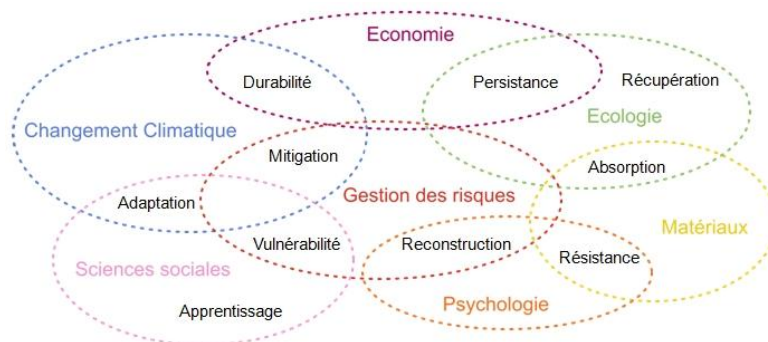 Economie
Durabilité
Persistance
Récupération
Ecologie
Changement Climatique
Mitigation
Absorption
Gestion des risques
Adaptation
Matériaux
Vulnérabilité
Reconstruction
Résistance
Sciences sociales
Psychologie
Apprentissage